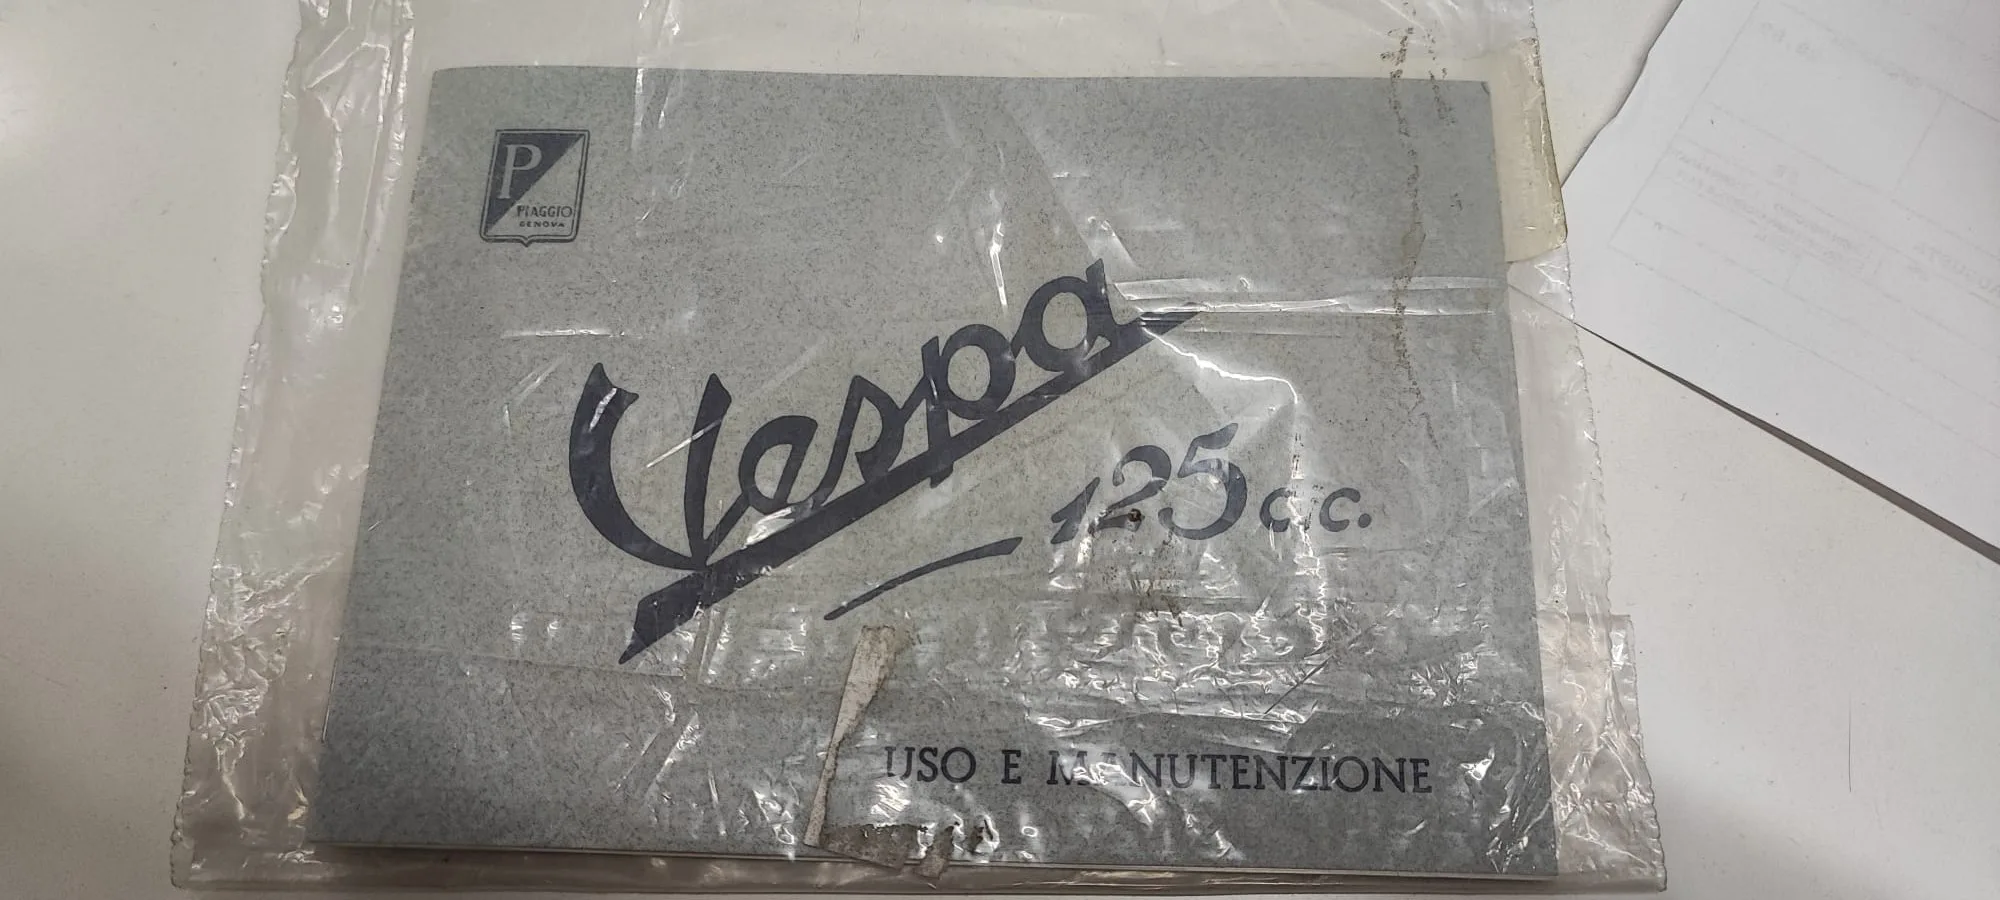 P
PIAGGIO
GENOVA
Vespa
125 c.c.
USO E MANUTENZIONE